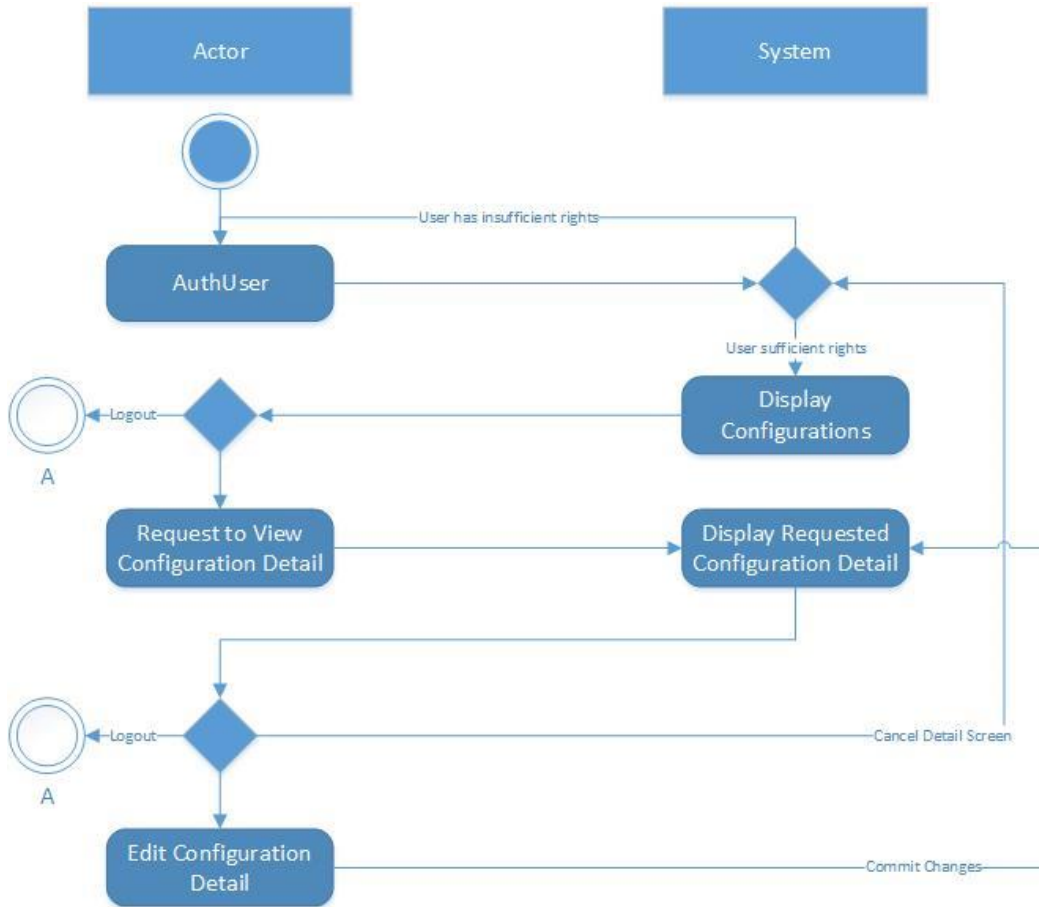 Actor
System
User has insufficient rights
AuthUser
User sufficient rights
Display
Configurations
Logout
A
Request to View
Configuration Detail
Display Requested
Configuration Detail
Logout
Cancel Detail Screen
A
Edit Configuration
Detail
Commit Changes